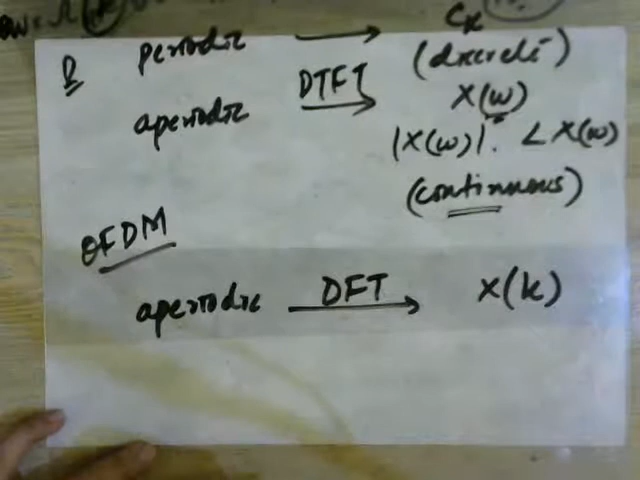 periodic → Cₖ
(discrete)
aperiodic DTFT → X(ω)
|X(ω)|. ∠X(ω)
(continuous)
OFDM
aperiodic DFT → X(k)